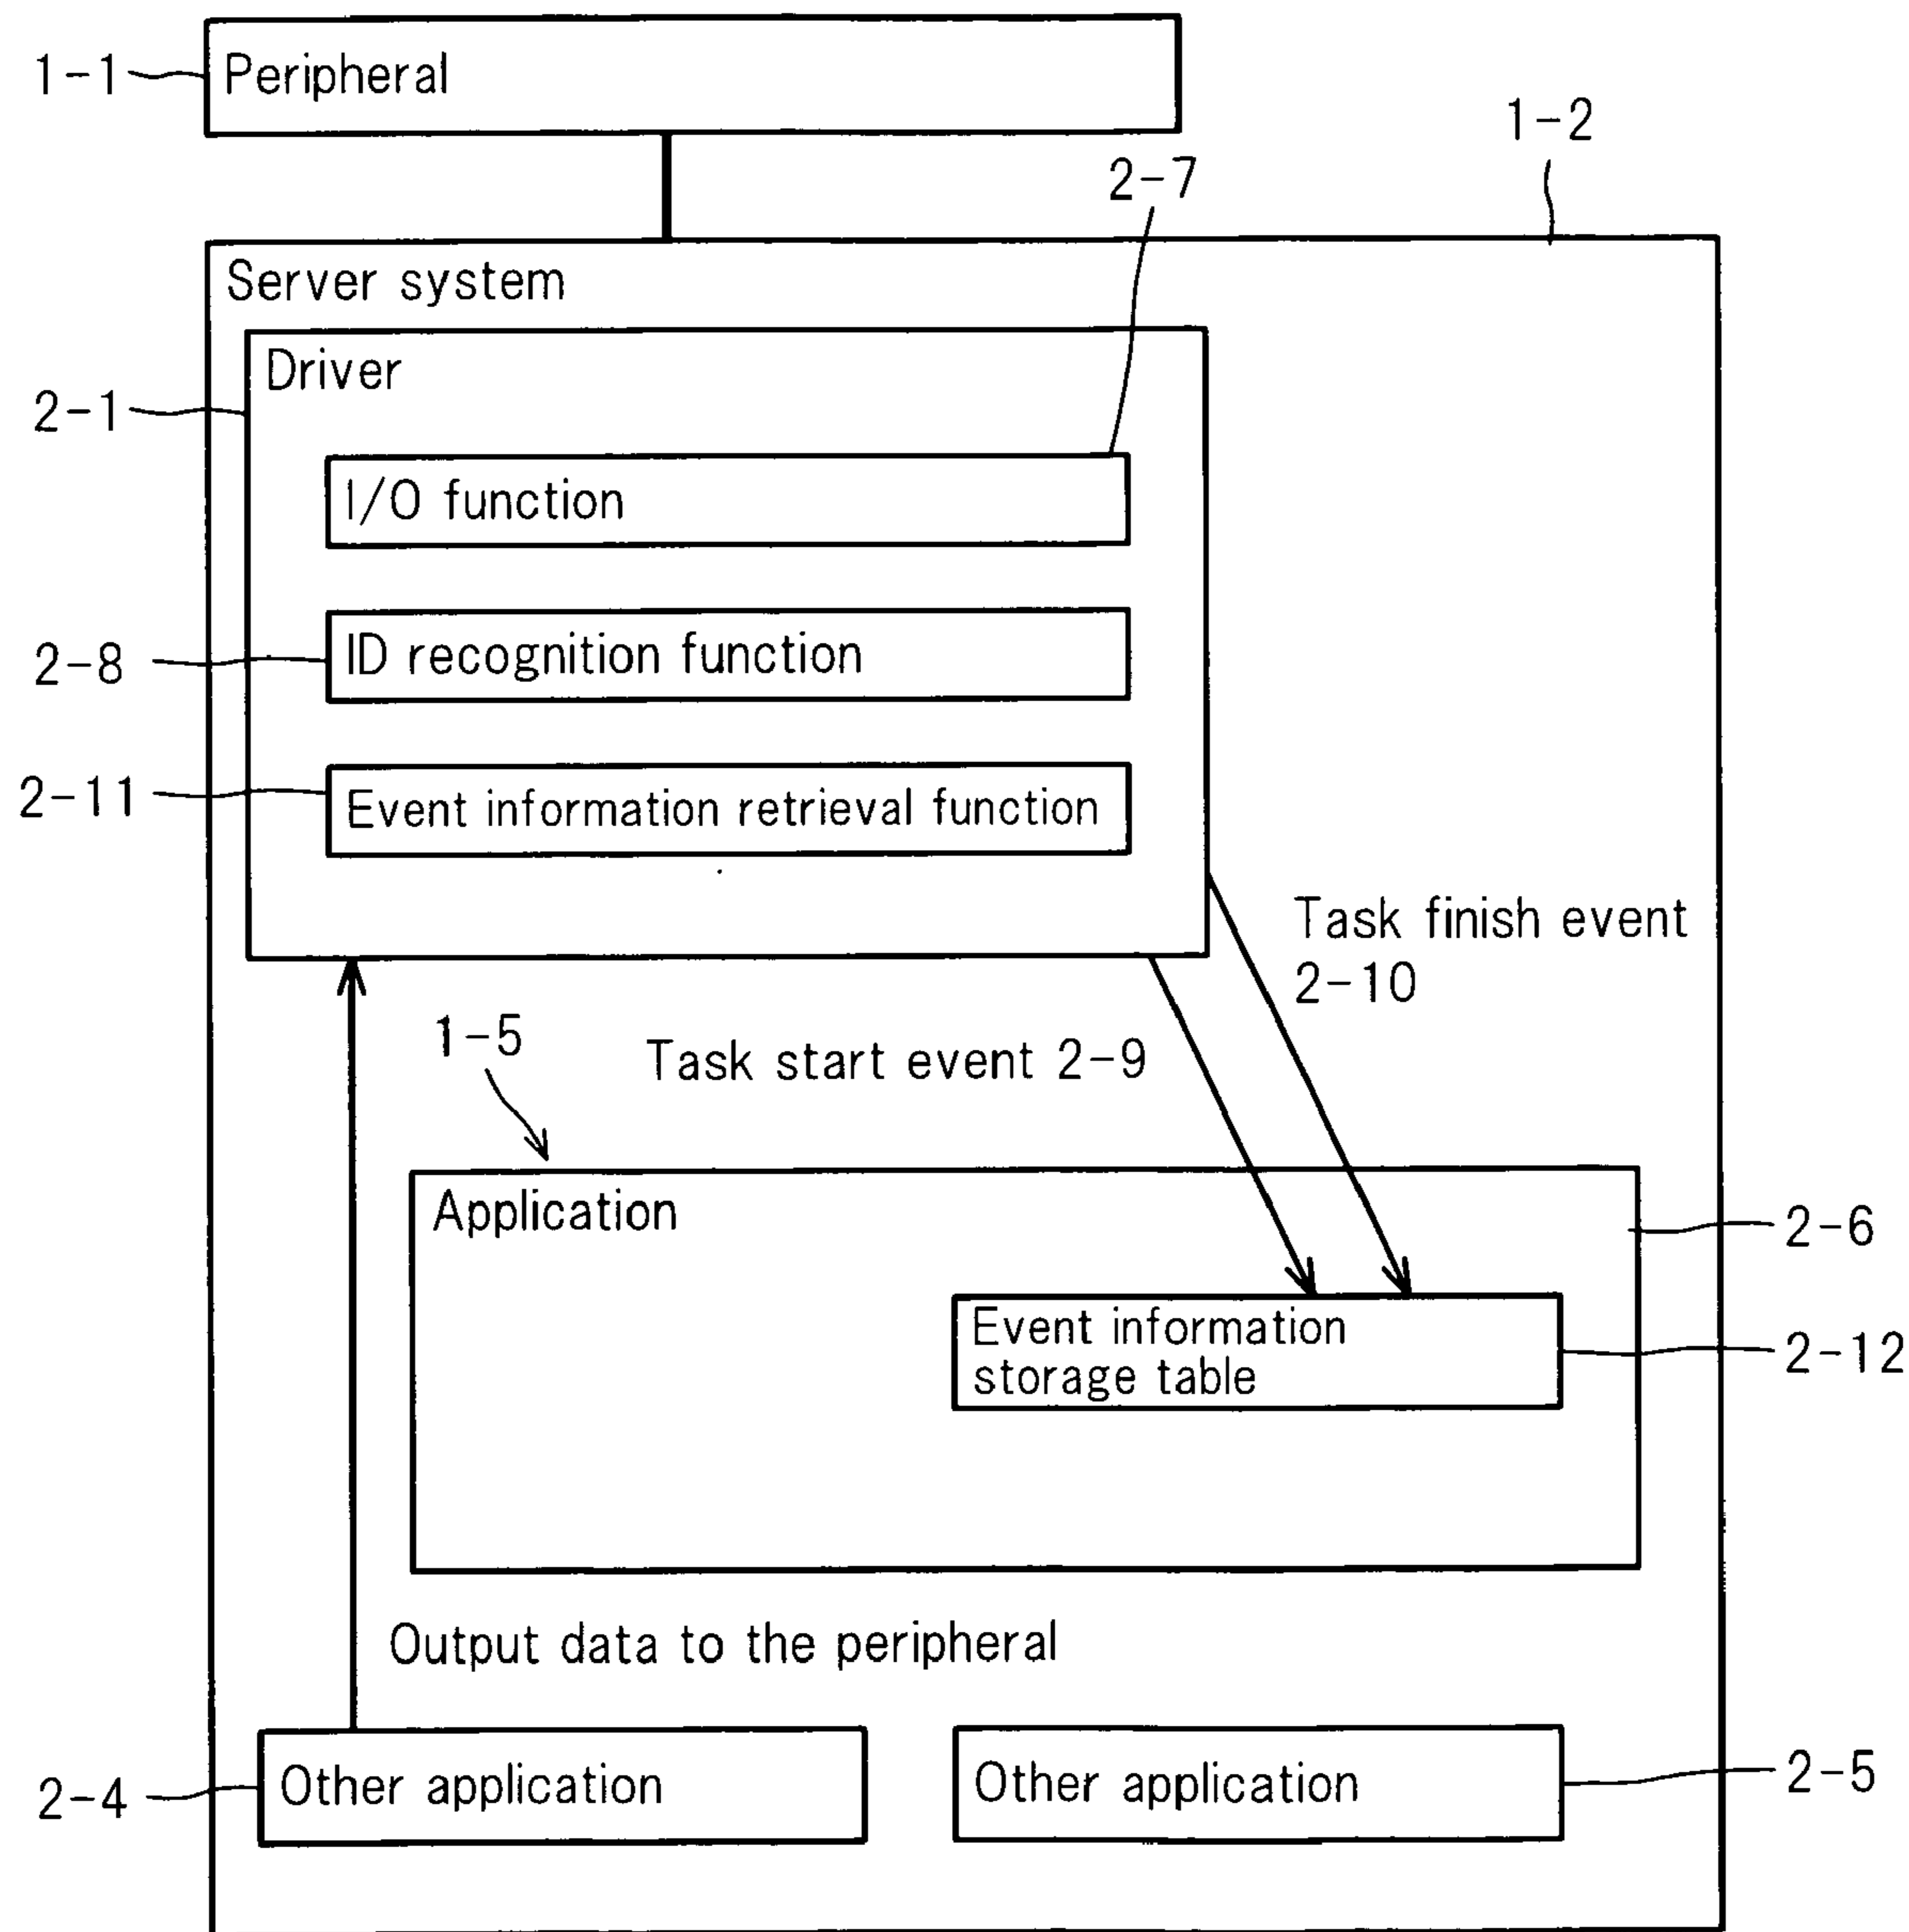 1-1
Peripheral
1-2
2-7
Server system
Driver
2-1
I/O function
2-8
ID recognition function
2-11
Event information retrieval function
Task finish event
2-10
1-5
Task start event 2-9
Application
2-6
Event information
storage table
2-12
Output data to the peripheral
2-4
Other application
Other application
2-5